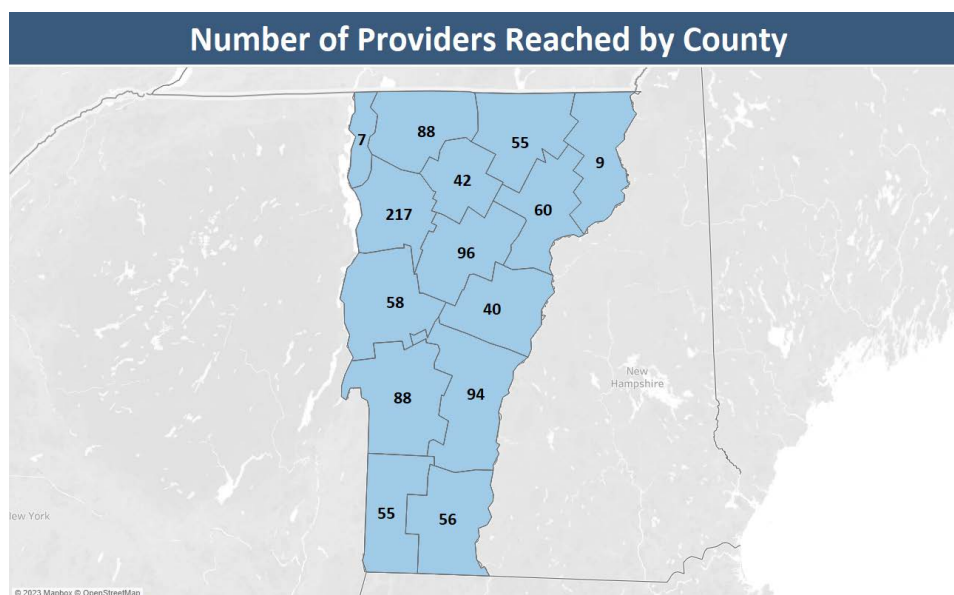 Number of Providers Reached by County
7
88
55
9
42
60
217
96
58
40
88
94
New
Hampshire
55
56
New York
© 2023 Mapbox © OpenStreetMap